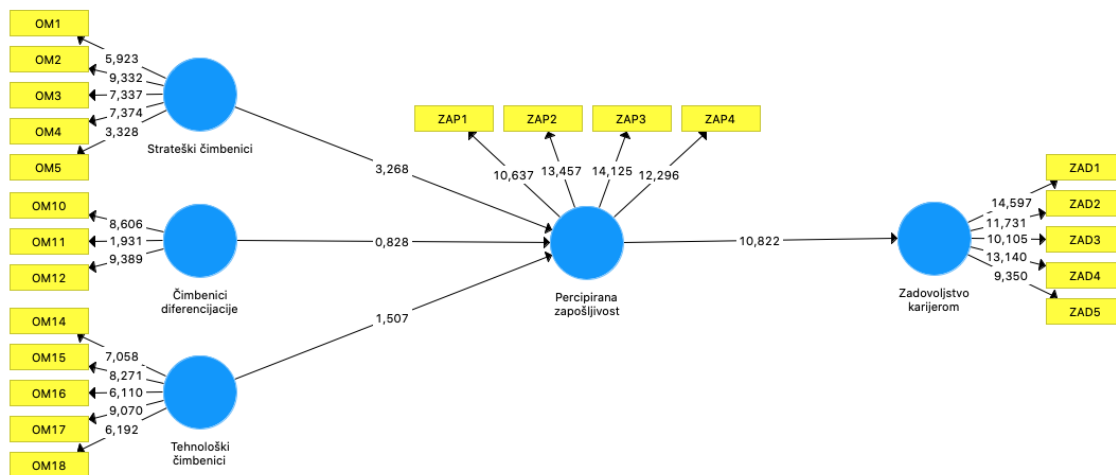 OM1
OM2
OM3
OM4
OM5
5,923
9,332
7,337
7,374
3,328
Strateški čimbenici
3,268
OM10
OM11
OM12
8,606
1,931
9,389
Čimbenici
diferencijacije
0,828
OM14
OM15
OM16
OM17
OM18
7,058
8,271
6,110
9,070
6,192
Tehnološki
čimbenici
1,507
ZAP1
ZAP2
ZAP3
ZAP4
10,637
13,457
14,125
12,296
Percipirana
zapošljivost
10,822
ZAD1
ZAD2
ZAD3
ZAD4
ZAD5
14,597
11,731
10,105
13,140
9,350
Zadovoljstvo
karijerom